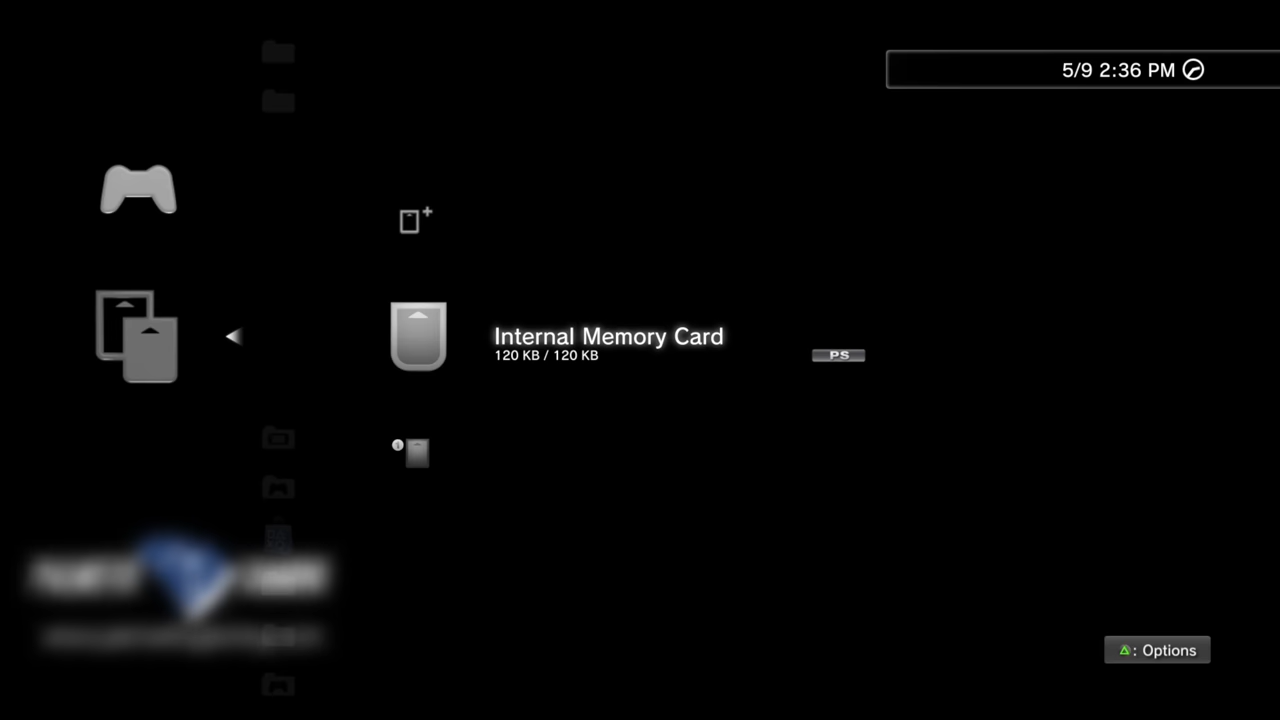 5/9 2:36 PM
Internal Memory Card
120 KB / 120 KB
PS
: Options